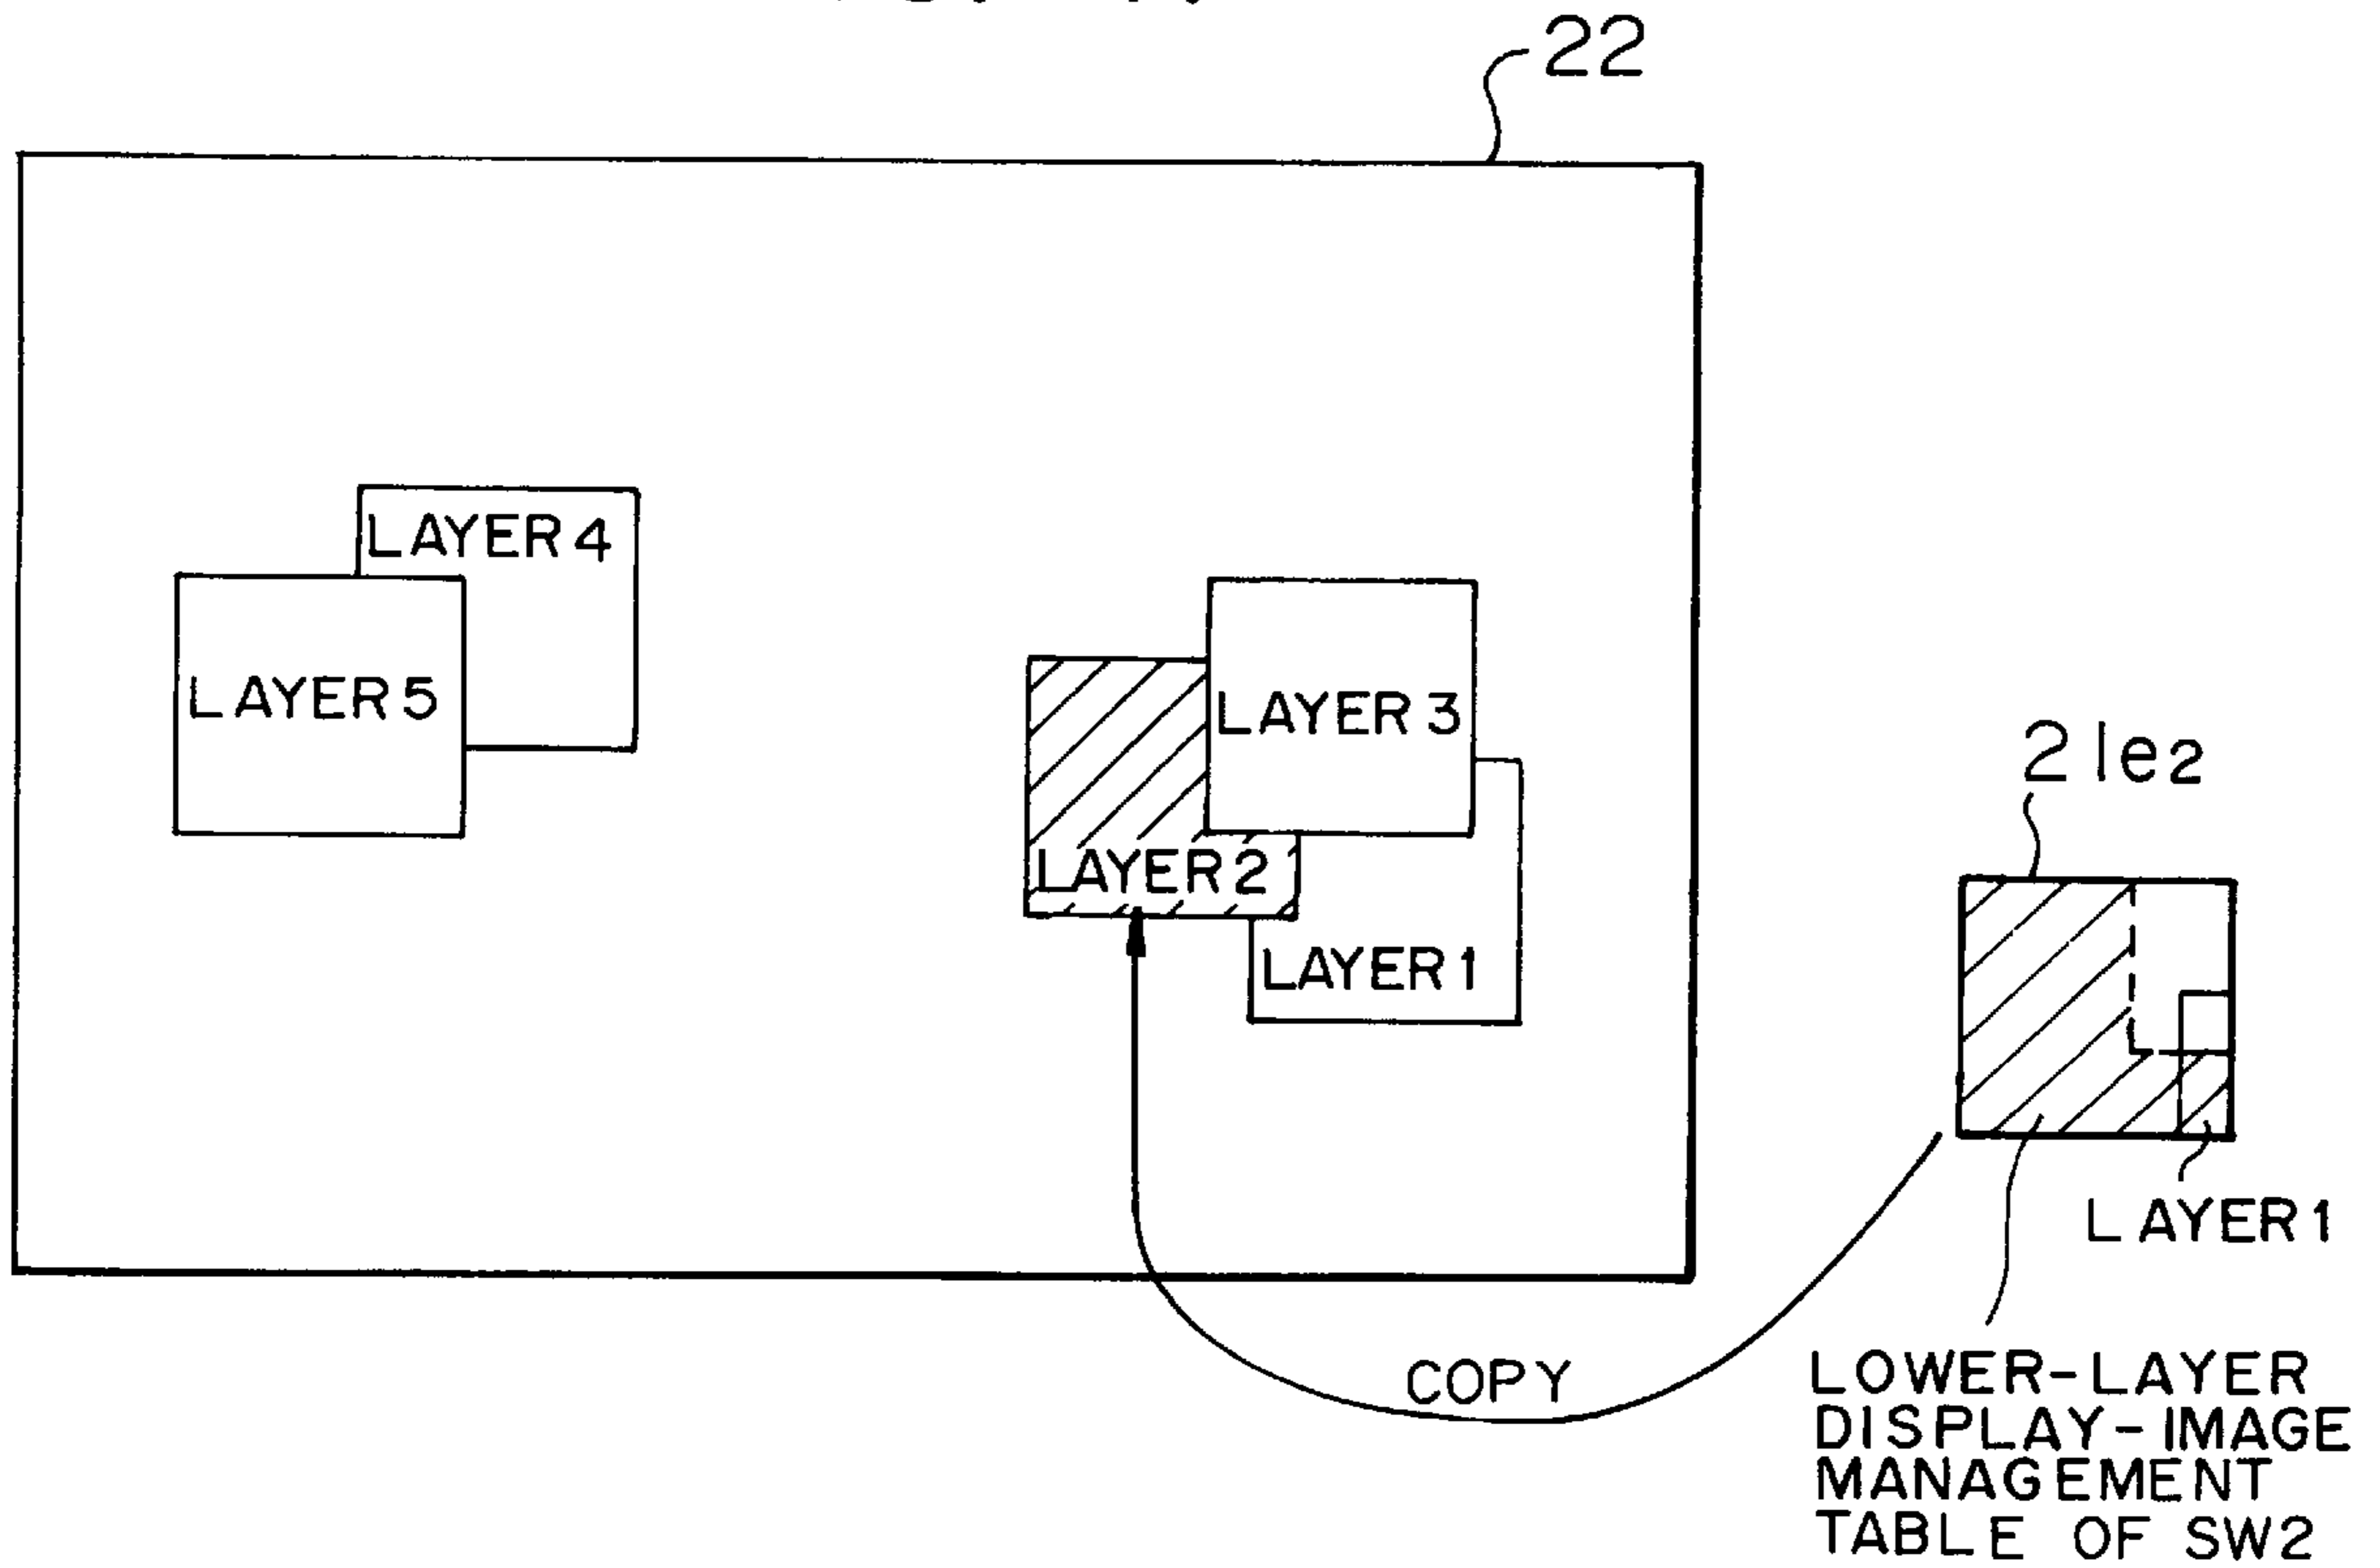 22
LAYER 4
LAYER 5
LAYER 3
LAYER 2
LAYER 1
21e2
LAYER 1
COPY
LOWER-LAYER
DISPLAY-IMAGE
MANAGEMENT
TABLE OF SW2